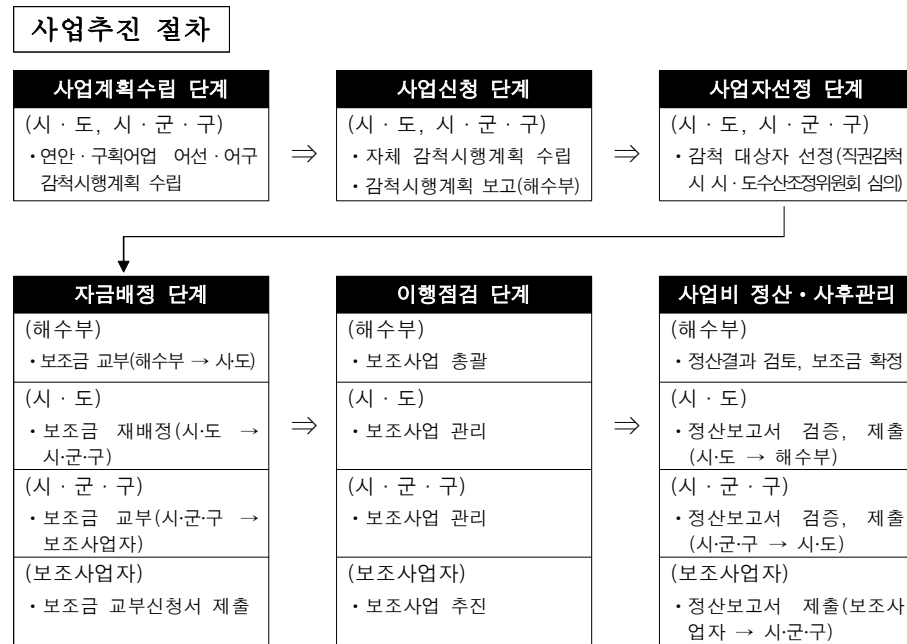 사업추진 절차
사업계획수립 단계
(시 · 도, 시 · 군 · 구)
・연안 · 구획어업 어선 · 어구
감척시행계획 수립
⇒
사업신청 단계
(시 · 도, 시 · 군 · 구)
・자체 감척시행계획 수립
・감척시행계획 보고(해수부)
⇒
사업자선정 단계
(시 · 도, 시 · 군 · 구)
・감척 대상자 선정(직권감척
시 시 · 도수산조정위원회 심의)
자금배정 단계
(해수부)
・보조금 교부(해수부 → 시·도)
(시 · 도)
・보조금 재배정(시·도 →
시·군·구)
(시 · 군 · 구)
・보조금 교부(시·군·구 →
보조사업자)
(보조사업자)
・보조금 교부신청서 제출
⇒
이행점검 단계
(해수부)
・보조사업 총괄
(시 · 도)
・보조사업 관리
(시 · 군 · 구)
・보조사업 관리
(보조사업자)
・보조사업 추진
⇒
사업비 정산・사후관리
(해수부)
・정산결과 검토, 보조금 확정
(시 · 도)
・정산보고서 검증, 제출
(시·도 → 해수부)
(시 · 군 · 구)
・정산보고서 검증, 제출
(시·군·구 → 시·도)
(보조사업자)
・정산보고서 제출(보조사
업자 → 시·군·구)